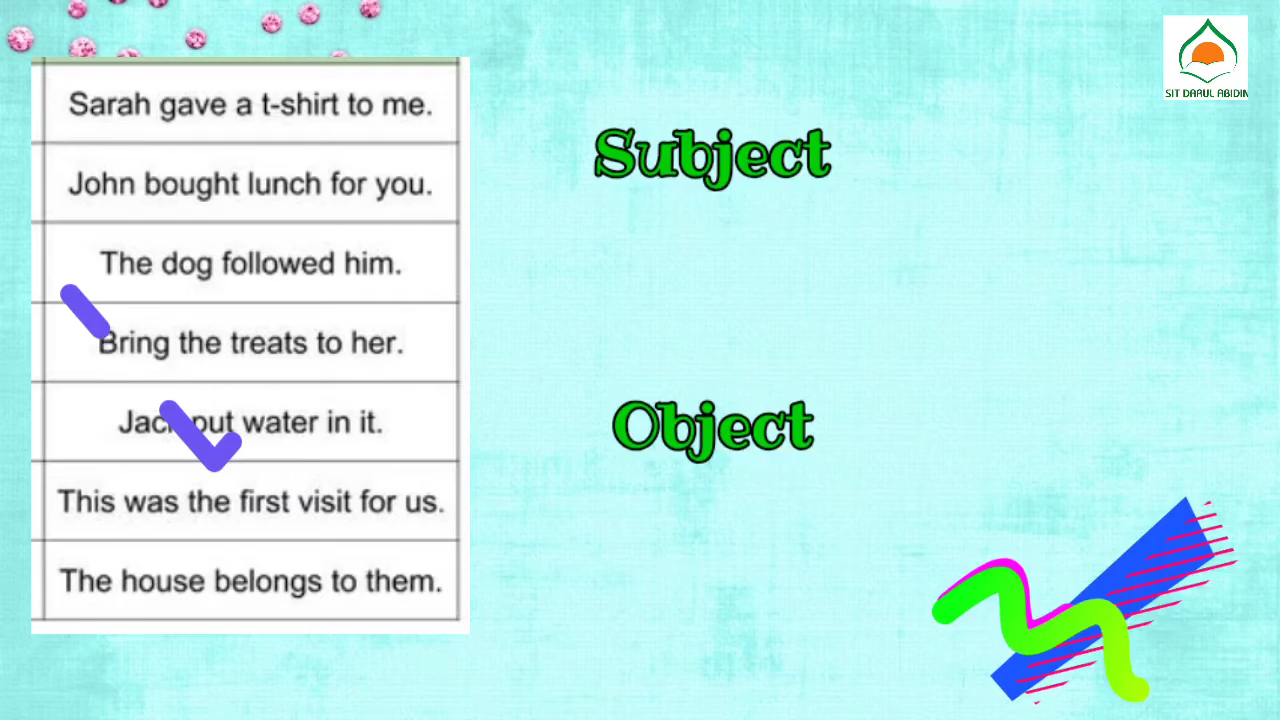 Sarah gave a t-shirt to me.
John bought lunch for you.
The dog followed him.
Bring the treats to her.
Jack put water in it.
This was the first visit for us.
The house belongs to them.
Subject
Object
SIT DARUL ABIDIN